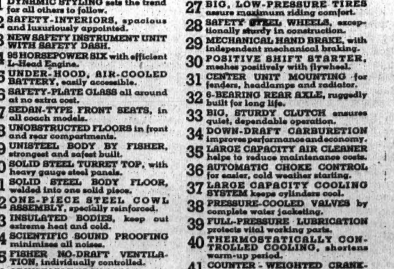 DYNAMIC STYLING sets the trend
for all others to follow.
SAFETY-INTERIORS, spacious
and luxuriously appointed.
NEW SAFETY INSTRUMENT UNIT
WITH SAFETY DASH.
95 HORSEPOWER SIX with efficient
L-Head Engine.
UNDER-HOOD, AIR-COOLED
BATTERY, easily accessible.
SAFETY-PLATE GLASS all around
at no extra cost.
SEDAN-TYPE FRONT SEATS, in
all coach models.
UNOBSTRUCTED FLOORS in front
and rear compartments.
UNISTEEL BODY BY FISHER,
strongest and safest built.
SOLID STEEL TURRET TOP, with
heavy gauge steel panels.
SOLID STEEL BODY FLOOR,
welded into one solid piece.
ONE-PIECE STEEL COWL
ASSEMBLY, specially reinforced.
INSULATED BODIES, keep out
extreme heat and cold.
SCIENTIFIC SOUND PROOFING
minimises all noises.
FISHER NO-DRAFT VENTILA-
TION, individually controlled.
27 BIG, LOW-PRESSURE TIRES
assure maximum riding comfort.
28 SAFETY STEEL WHEELS, excep-
tionally sturdy in construction.
29 MECHANICAL HAND BRAKE, with
independent mechanical braking.
30 POSITIVE SHIFT STARTER,
meshes positively with flywheel.
31 CENTER UNIT MOUNTING for
fenders, headlamps and radiator.
32 6-BEARING REAR AXLE, ruggedly
built for long life.
33 BIG, STURDY CLUTCH ensures
quiet, dependable operation.
34 DOWN-DRAFT CARBURETION
improves performance and economy.
35 LARGE CAPACITY AIR CLEANER
helps to reduce maintenance costs.
36 AUTOMATIC CHOKE CONTROL
for easier, cold weather starting.
37 LARGE CAPACITY COOLING
SYSTEM keeps cylinders cool.
38 PRESSURE-COOLED VALVES by
complete water jacketing.
39 FULL-PRESSURE LUBRICATION
protects vital working parts.
40 THERMOSTATICALLY CON-
TROLLED COOLING, shortens
warm-up period.
41 COUNTER-WEIGHTED CRANK-